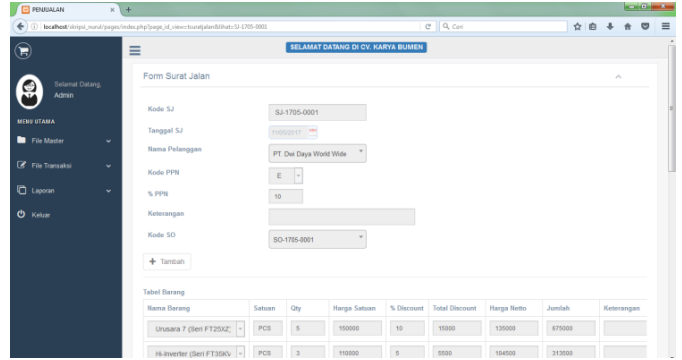 PENJUALAN
localhost/skripsi_nurul/pages/index.php?page_id_view=tsuratjalan&lihat=SJ-1705-0001
Cari
SELAMAT DATANG DI CV. KARYA BUMEN
Selamat Datang,
Admin
MENU UTAMA
File Master
File Transaksi
Laporan
Keluar
Form Surat Jalan
Kode SJ
SJ-1705-0001
Tanggal SJ
11/05/2017
Nama Pelanggan
PT. Dwi Daya World Wide
Kode PPN
E
% PPN
10
Keterangan
Kode SO
SO-1705-0001
+ Tambah
Tabel Barang
Nama Barang Satuan Qty Harga Satuan % Discount Total Discount Harga Netto Jumlah Keterangan
Urusara 7 (Seri FT25XZ) PCS 5 150000 10 15000 135000 675000
Hi-inverter (Seri FT35KV PCS 3 110000 5 5500 104500 313500